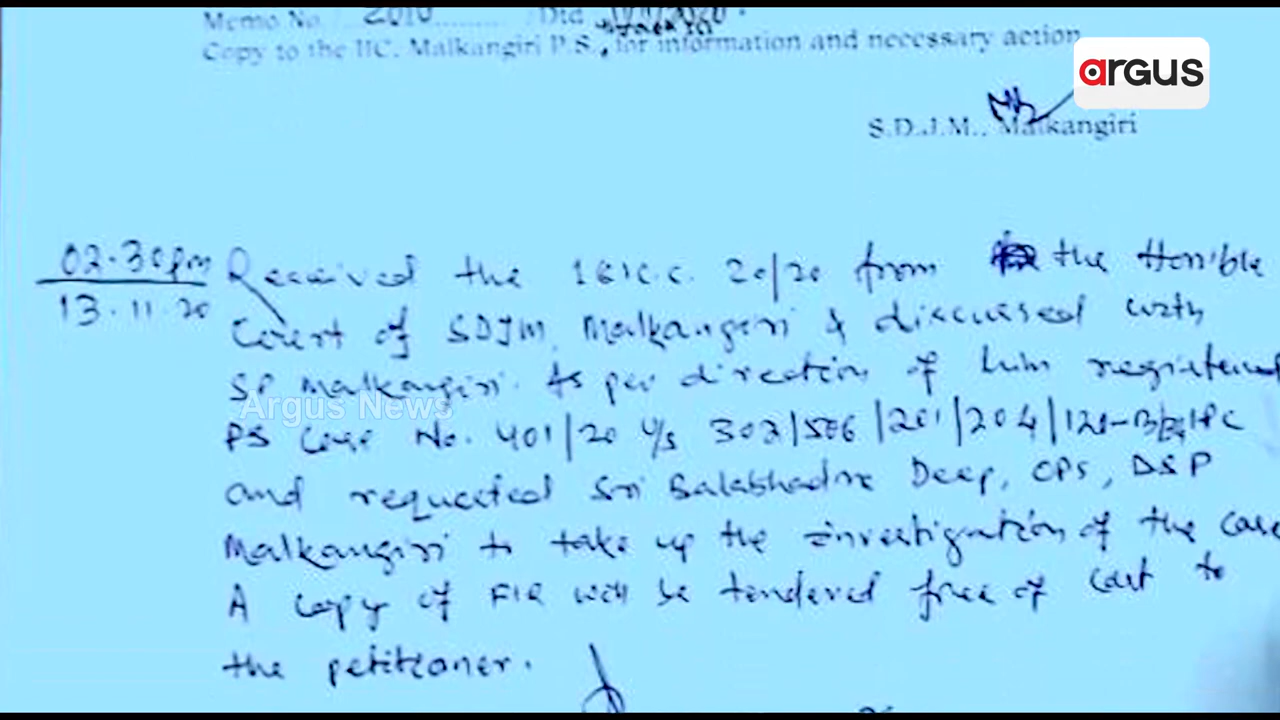 Memo No. 2010 /Dtd
Copy to the IIC, Malkangiri P.S., for information and necessary action
argus
S.D.J.M., Malkangiri
02.30pm Received the 1CC. 20/20 from the Hon'ble
13.11.20
Court of SDJM, Malkangiri & discussed with
SP Malkangiri. As per direction of him registered
Argus News
PS Case No. 401/20 U/s 302/506/201/204/120-B IPC
and requested Sri Balabhadra Deep, OPS, DSP
Malkangiri to take up the investigation of the case
A copy of FIR will be tendered free of cost to
the petitioner.